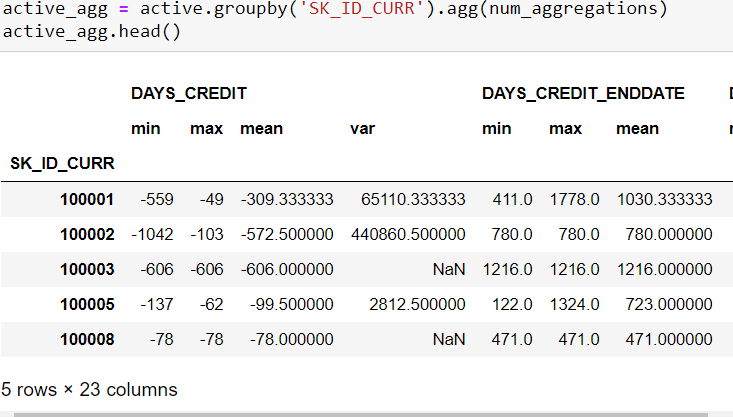 active_agg = active.groupby('SK_ID_CURR').agg(num_aggregations)
active_agg.head()
DAYS_CREDIT DAYS_CREDIT_ENDDATE
min max mean var min max mean
SK_ID_CURR
100001 -559 -49 -309.333333 65110.333333 411.0 1778.0 1030.333333
100002 -1042 -103 -572.500000 440860.500000 780.0 780.0 780.000000
100003 -606 -606 -606.000000 NaN 1216.0 1216.0 1216.000000
100005 -137 -62 -99.500000 2812.500000 122.0 1324.0 723.000000
100008 -78 -78 -78.000000 NaN 471.0 471.0 471.000000
5 rows × 23 columns